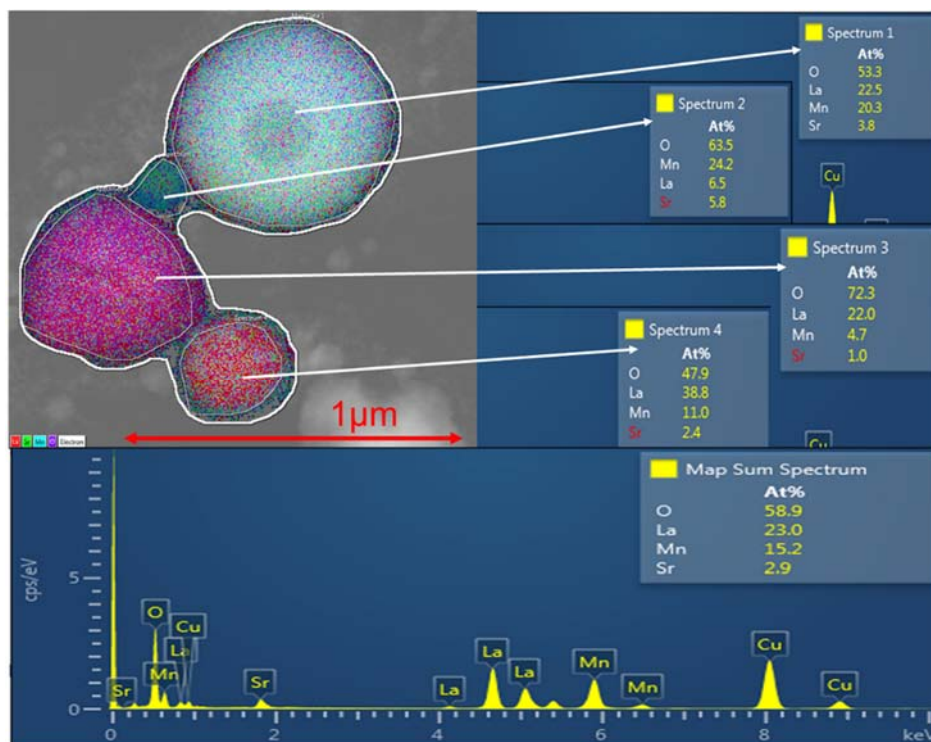 Spectrum 1
At%
O 53.3
La 22.5
Mn 20.3
Sr 3.8
Spectrum 2
At%
O 63.5
Mn 24.2
La 6.5
Sr 5.8
Cu
Spectrum 3
At%
O 72.3
La 22.0
Mn 4.7
Sr 1.0
Spectrum 4
At%
O 47.9
La 38.8
Mn 11.0
Sr 2.4
Cu
1µm
Electron
Map Sum Spectrum
At%
O 58.9
La 23.0
Mn 15.2
Sr 2.9
cps/eV
5
0
O
Cu
La
Mn
Sr
Sr
La
La
La
Mn
Mn
Cu
Cu
0 2 4 6 8 keV